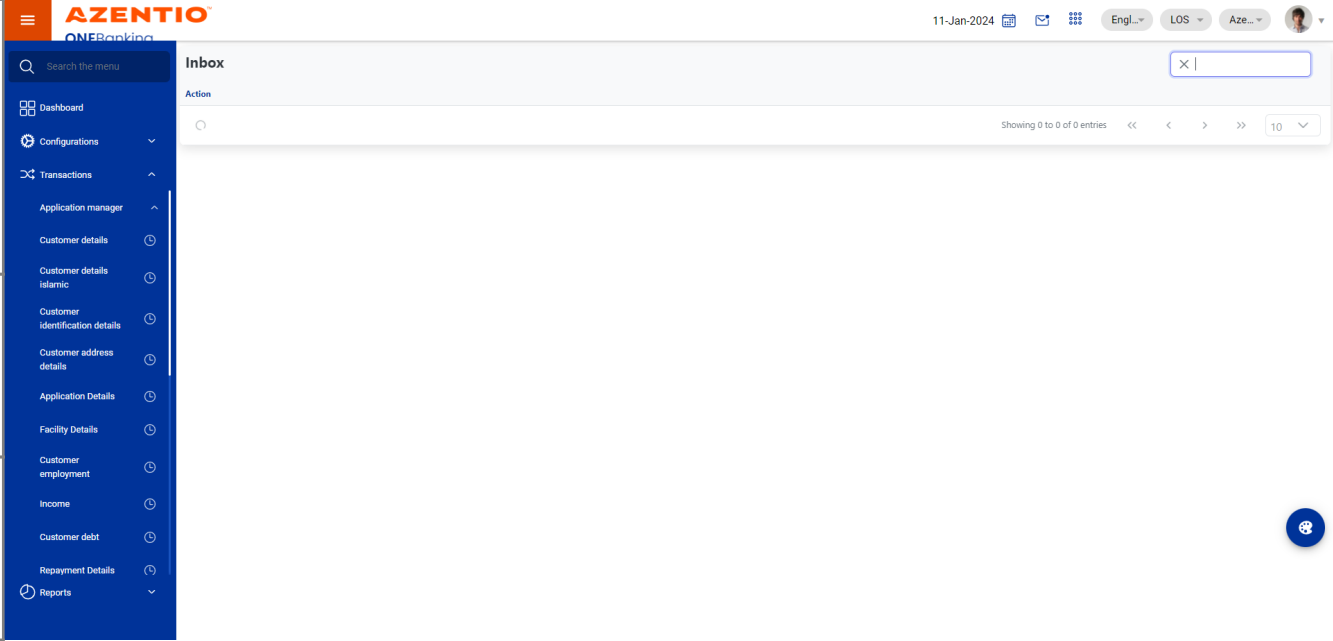 AZENTIO™
ONEBanking
11-Jan-2024
Engl...
LOS
Aze...
Search the menu
Dashboard
Configurations
Transactions
Application manager
Customer details
Customer details
islamic
Customer
identification details
Customer address
details
Application Details
Facility Details
Customer
employment
Income
Customer debt
Repayment Details
Reports
Inbox
Action
Showing 0 to 0 of 0 entries
10